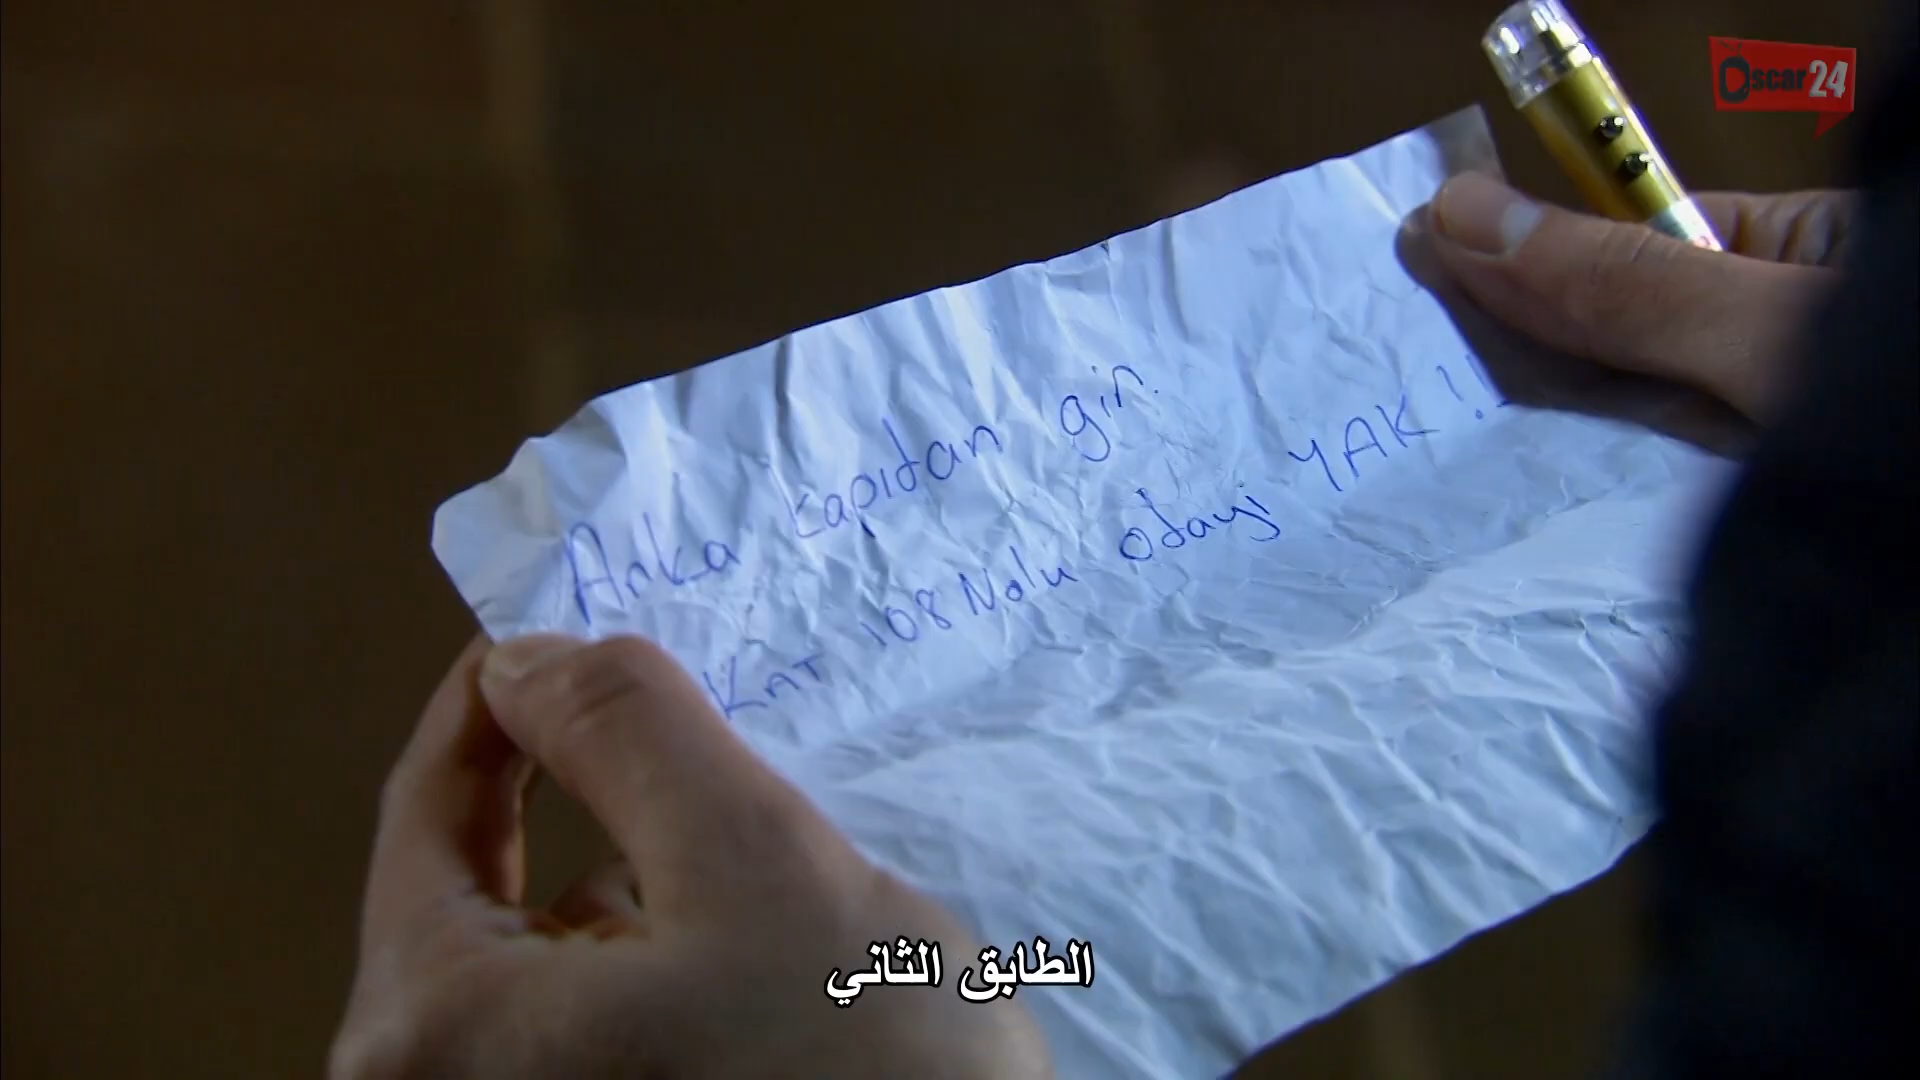 Oscar24
Arka kapıdan gir.
KAT 108 Nolu odayı YAK !!
الطابق الثاني